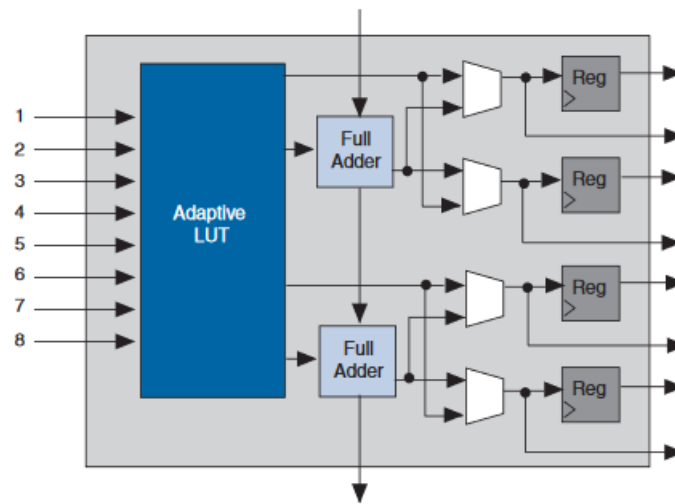 1
2
3
4
5
6
7
8
Adaptive
LUT
Full
Adder
Full
Adder
Reg
Reg
Reg
Reg